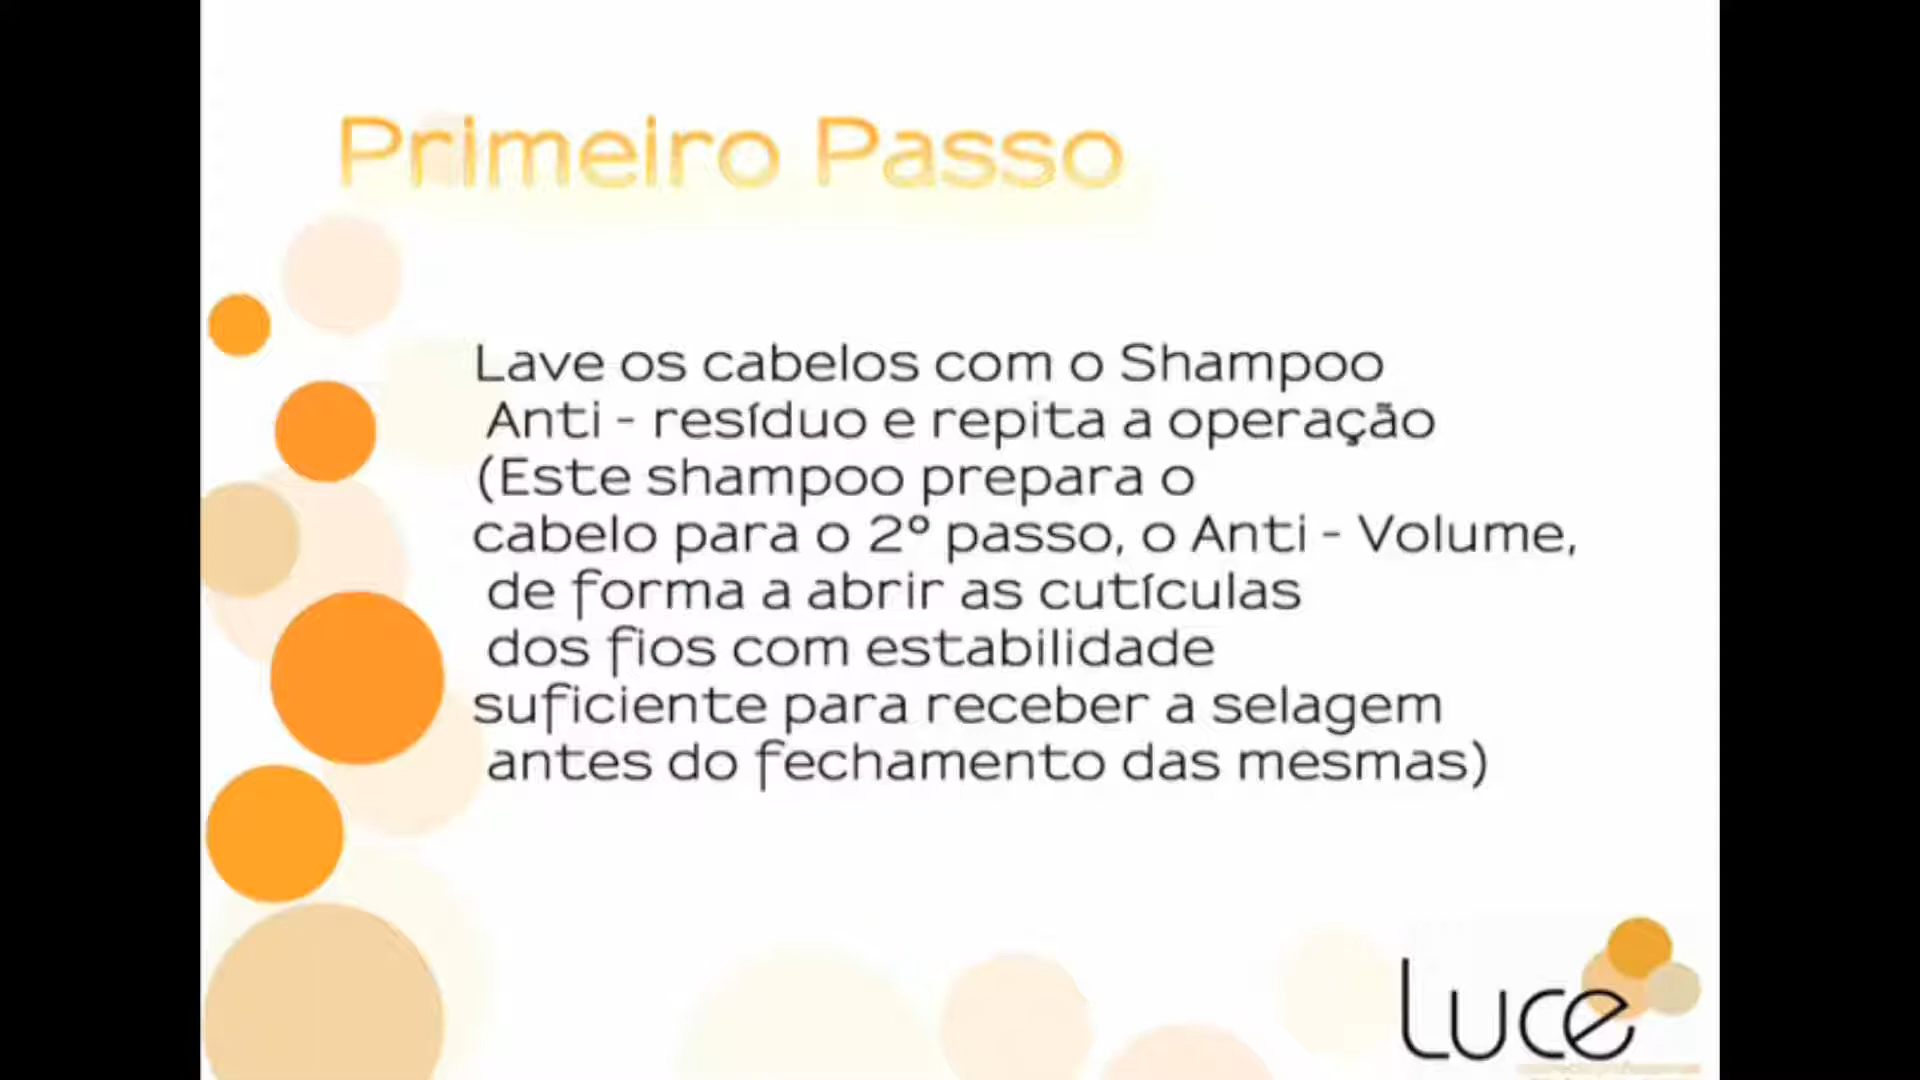 Primeiro Passo
Lave os cabelos com o Shampoo
Anti - resíduo e repita a operação
(Este shampoo prepara o
cabelo para o 2º passo, o Anti - Volume,
de forma a abrir as cutículas
dos fios com estabilidade
suficiente para receber a selagem
antes do fechamento das mesmas)
Luce